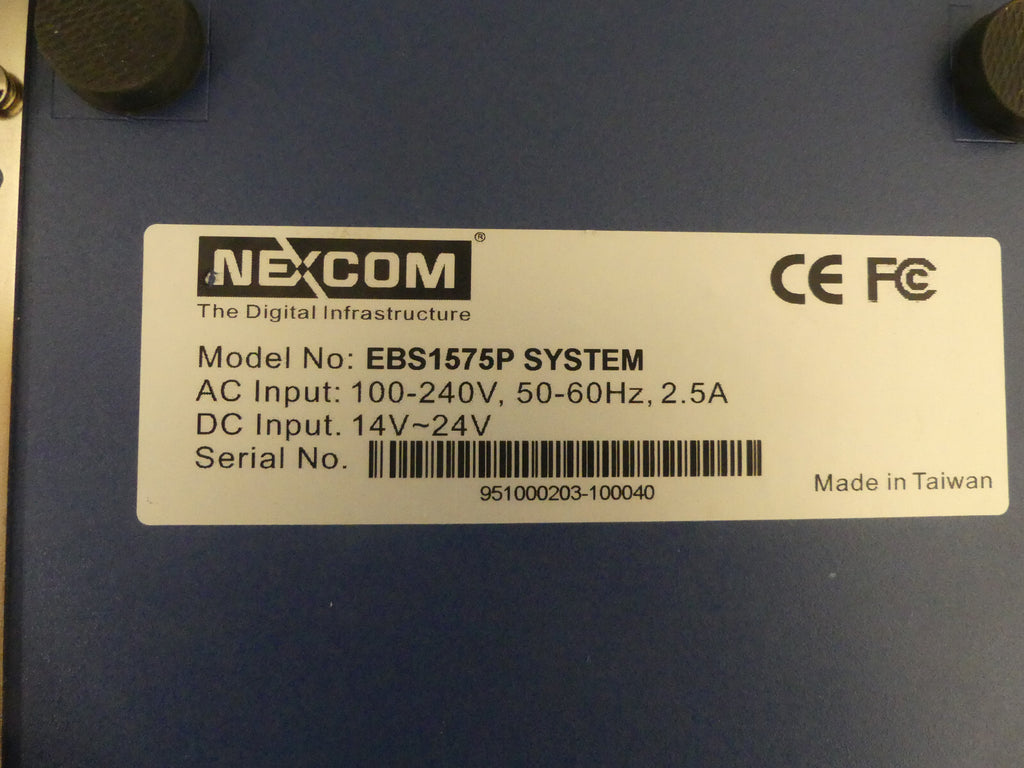 NEXCOM®
The Digital Infrastructure
CE FC
Model No: EBS1575P SYSTEM
AC Input: 100-240V, 50-60Hz, 2.5A
DC Input. 14V~24V
Serial No.
951000203-100040
Made in Taiwan